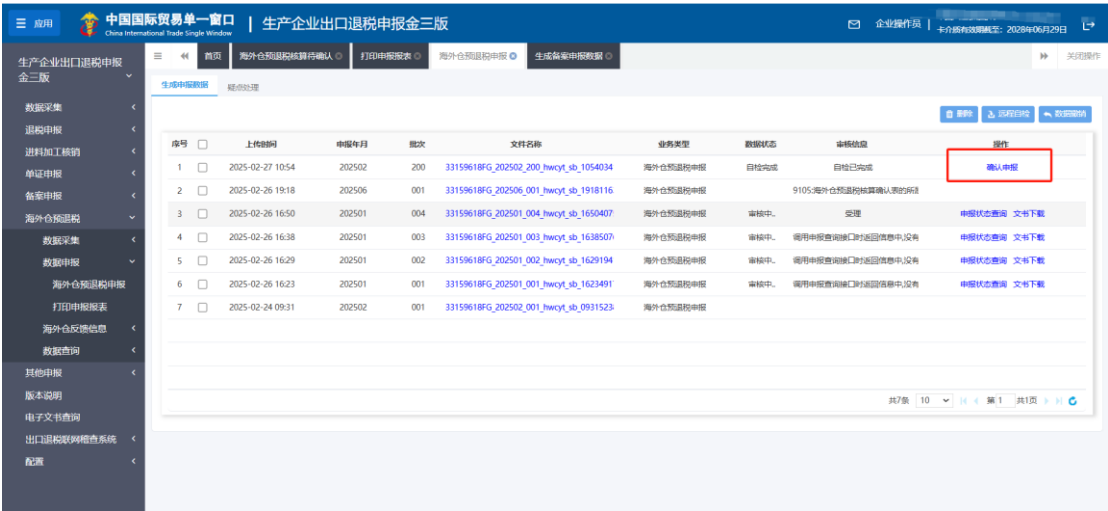 应用
中国国际贸易单一窗口
China International Trade Single Window
生产企业出口退税申报金三版
企业操作员
卡介质有效期截至：2028年06月29日
生产企业出口退税申报金三版
首页
海外仓预退税核算待确认
打印申报报表
海外仓预退税申报
生成备案申报数据
关闭操作
生成申报数据 疑点处理
数据采集
退税申报
进料加工核销
单证申报
备案申报
海外仓预退税
数据采集
数据申报
海外仓预退税申报
打印申报报表
海外仓反馈信息
数据查询
其他申报
版本说明
电子文书查询
出口退税联网稽查系统
配置
删除 远程自检 数据撤销
序号 上传时间 申报年月 批次 文件名称 业务类型 数据状态 审核信息 操作
1 2025-02-27 10:54 202502 200 33159618FG_202502_200_hwcyt_sb_1054034 海外仓预退税申报 自检完成 自检已完成 确认申报
2 2025-02-26 19:18 202506 001 33159618FG_202506_001_hwcyt_sb_1918116 海外仓预退税申报 9105:海外仓预退税核算确认表的所
3 2025-02-26 16:50 202501 004 33159618FG_202501_004_hwcyt_sb_1650407 海外仓预退税申报 审核中.. 受理 申报状态查询 文书下载
4 2025-02-26 16:38 202501 003 33159618FG_202501_003_hwcyt_sb_1638507 海外仓预退税申报 审核中.. 调用申报查询接口时返回信息中,没有 申报状态查询 文书下载
5 2025-02-26 16:29 202501 002 33159618FG_202501_002_hwcyt_sb_1629194 海外仓预退税申报 审核中.. 调用申报查询接口时返回信息中,没有 申报状态查询 文书下载
6 2025-02-26 16:23 202501 001 33159618FG_202501_001_hwcyt_sb_1623491 海外仓预退税申报 审核中.. 调用申报查询接口时返回信息中,没有 申报状态查询 文书下载
7 2025-02-24 09:31 202502 001 33159618FG_202502_001_hwcyt_sb_0931523 海外仓预退税申报
共7条 10 第 1 共1页